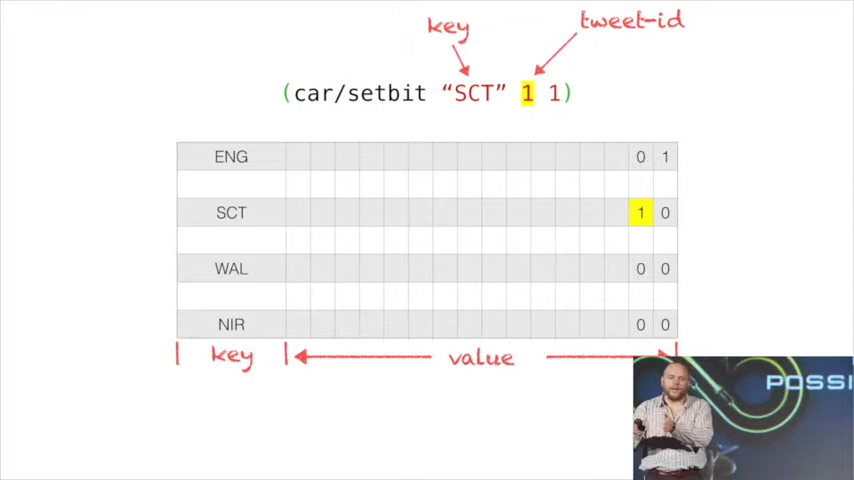 key tweet-id
(car/setbit “SCT” 1 1)
ENG 0 1
SCT 1 0
WAL 0 0
NIR 0 0
key value
POSSI